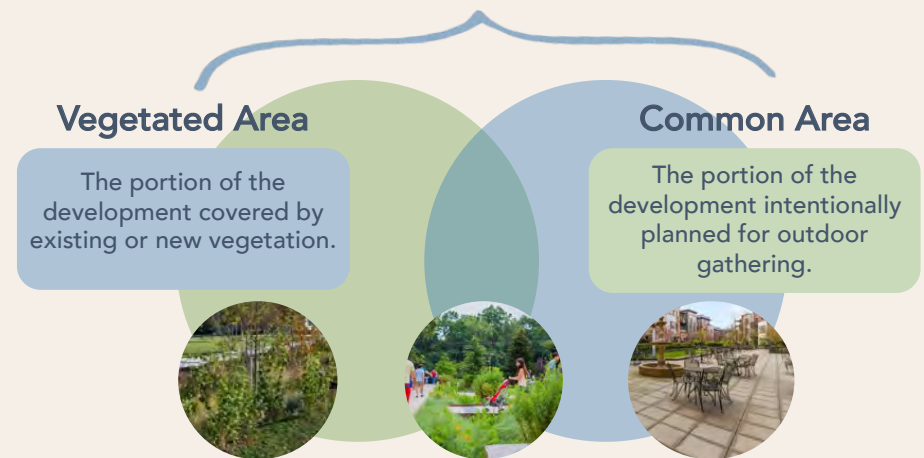 Vegetated Area
The portion of the
development covered by
existing or new vegetation.
Common Area
The portion of the
development intentionally
planned for outdoor
gathering.